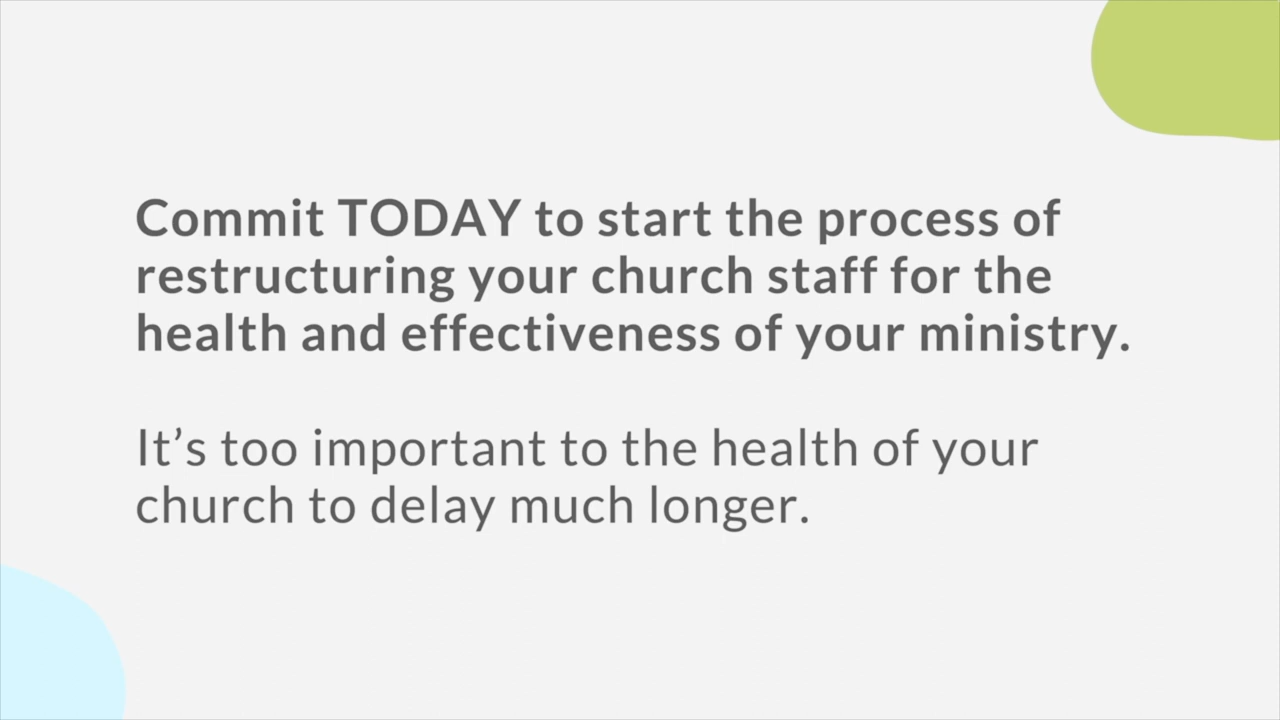 Commit TODAY to start the process of
restructuring your church staff for the
health and effectiveness of your ministry.
It’s too important to the health of your
church to delay much longer.